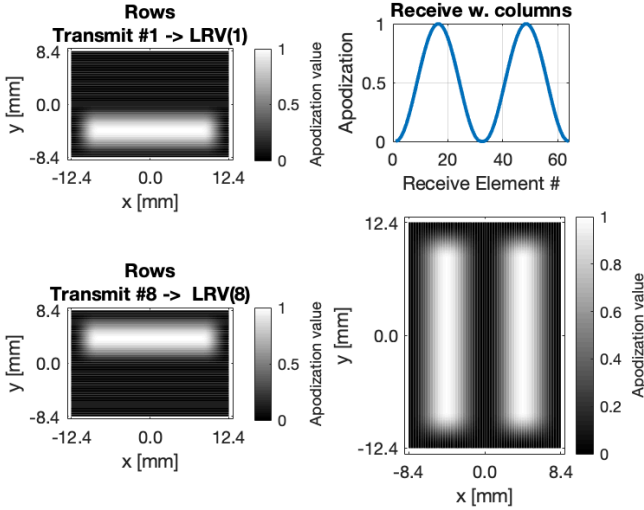 Rows
Transmit #1 -> LRV(1)
8.4
0.0
-8.4
y [mm]
-12.4 0.0 12.4
x [mm]
1
0.5
0
Apodization value
Receive w. columns
1
0.5
0
Apodization
0 20 40 60
Receive Element #
Rows
Transmit #8 -> LRV(8)
8.4
0.0
-8.4
y [mm]
-12.4 0.0 12.4
x [mm]
1
0.5
0
Apodization value
12.4
0.0
-12.4
y [mm]
-8.4 0.0 8.4
x [mm]
1
0.8
0.6
0.4
0.2
0
Apodization value